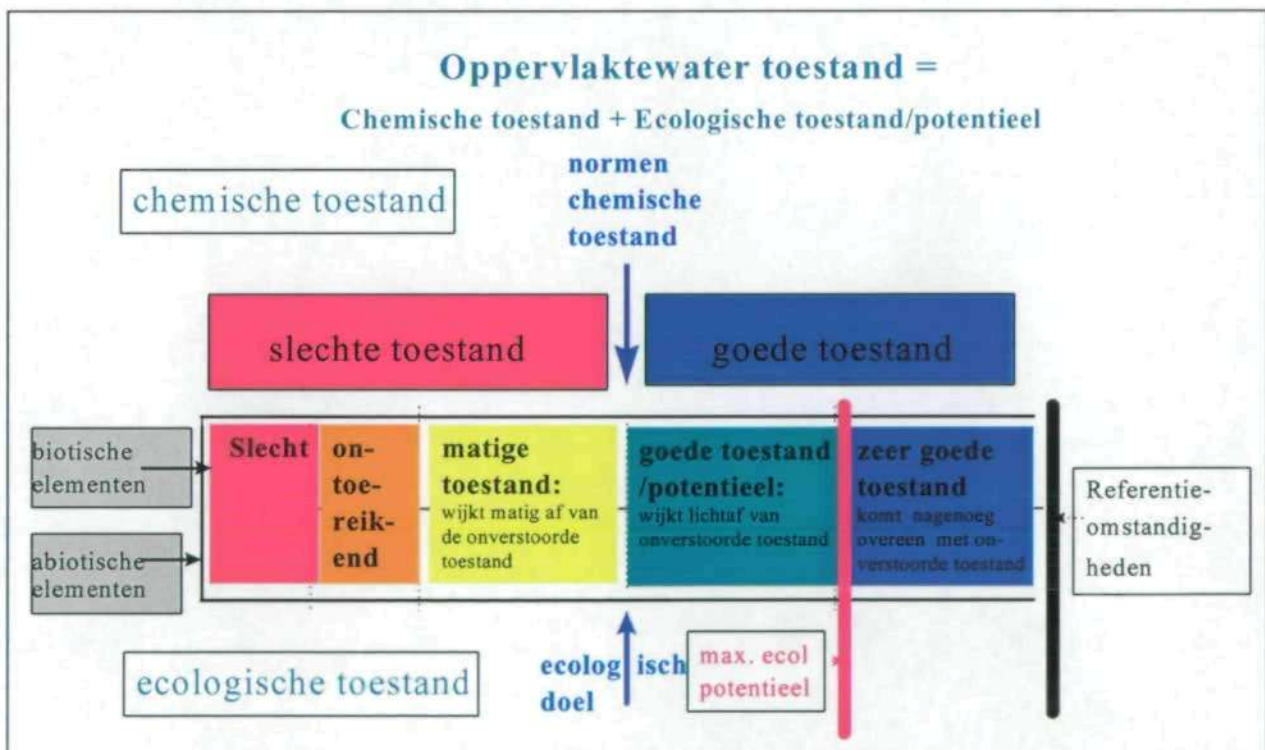 Oppervlaktewater toestand =
Chemische toestand + Ecologische toestand/potentieel
normen
chemische
toestand
chemische toestand
slechte toestand
goede toestand
biotische
elementen
abiotische
elementen
Slecht
on-
toe-
reik-
end
matige
toestand:
wijkt matig af van
de onverstoorde
toestand
goede toestand
/potentieel:
wijkt lichtaf van
onverstoorde toestand
zeer goede
toestand
komt nagenoeg
overeen met on-
verstoorde toestand
Referentie-
omstandig-
heden
ecologische toestand
ecolog isch
doel
max. ecol
potentieel